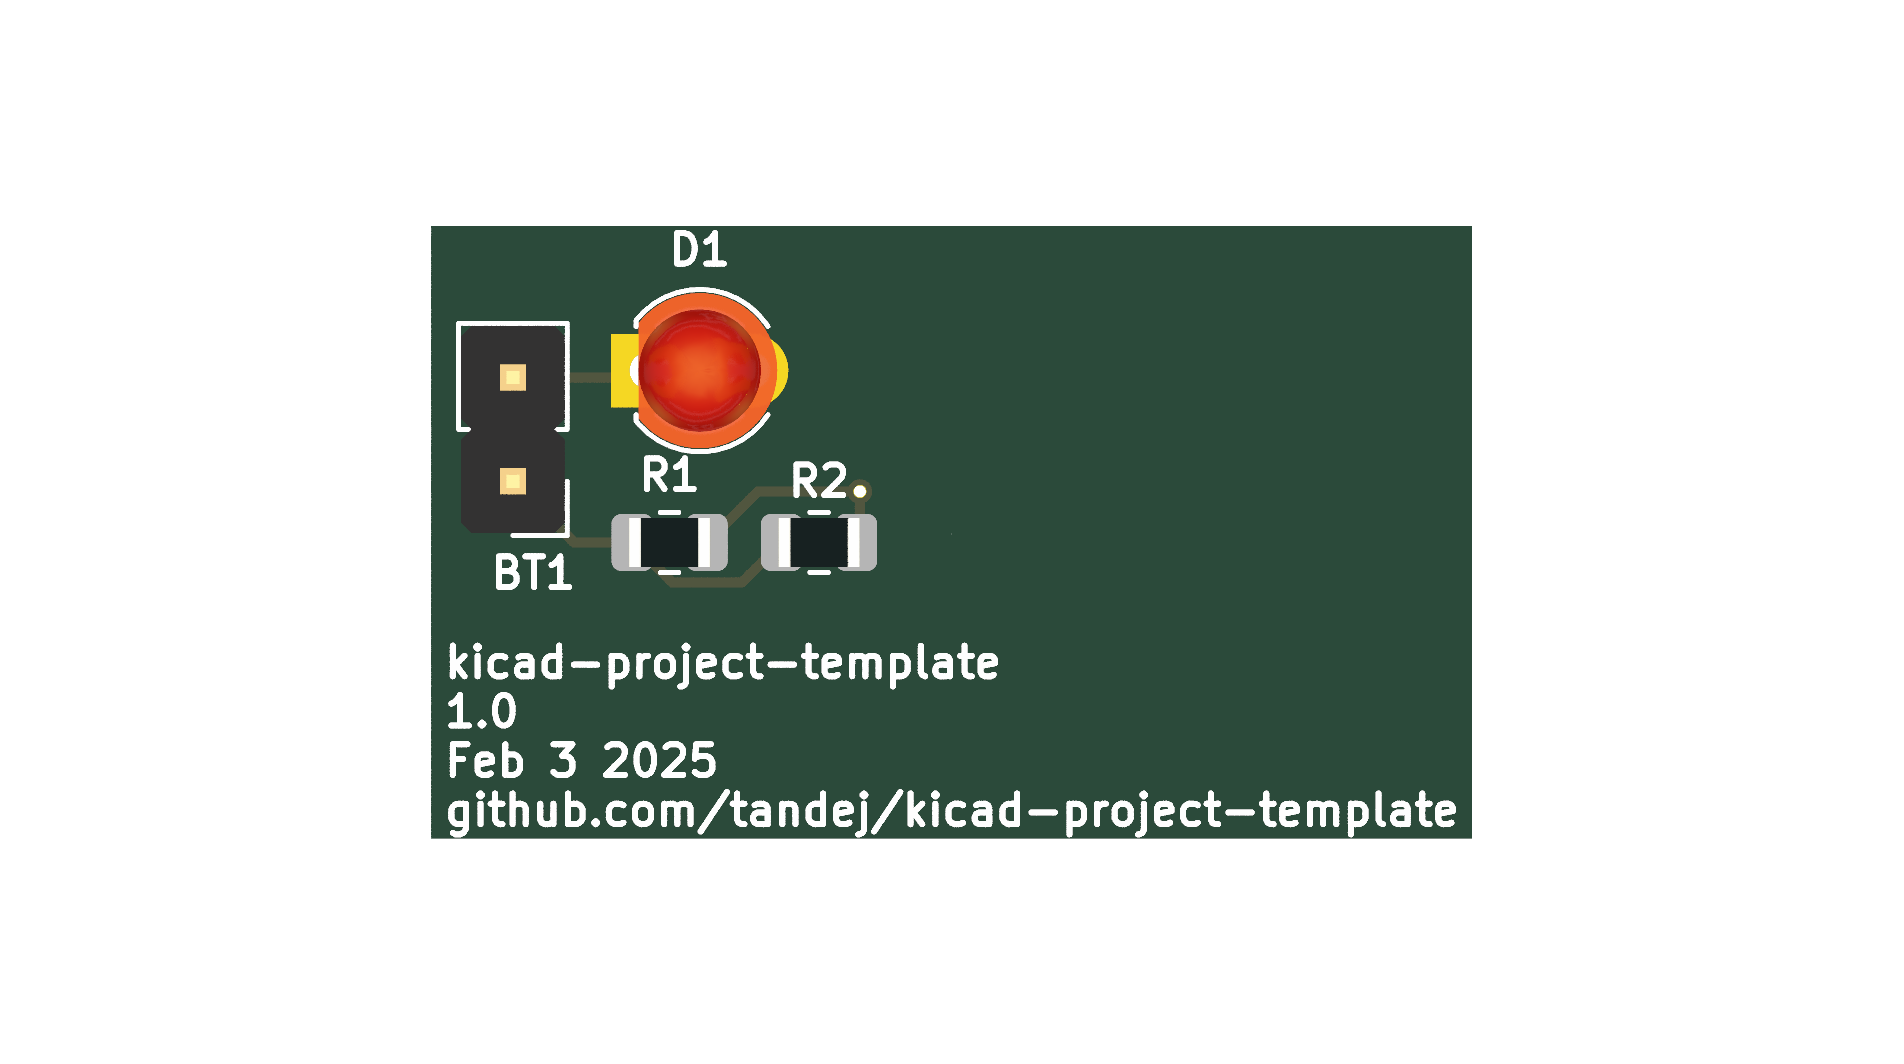 D1
R1
R2
BT1
kicad-project-template
1.0
Feb 3 2025
github.com/tandej/kicad-project-template